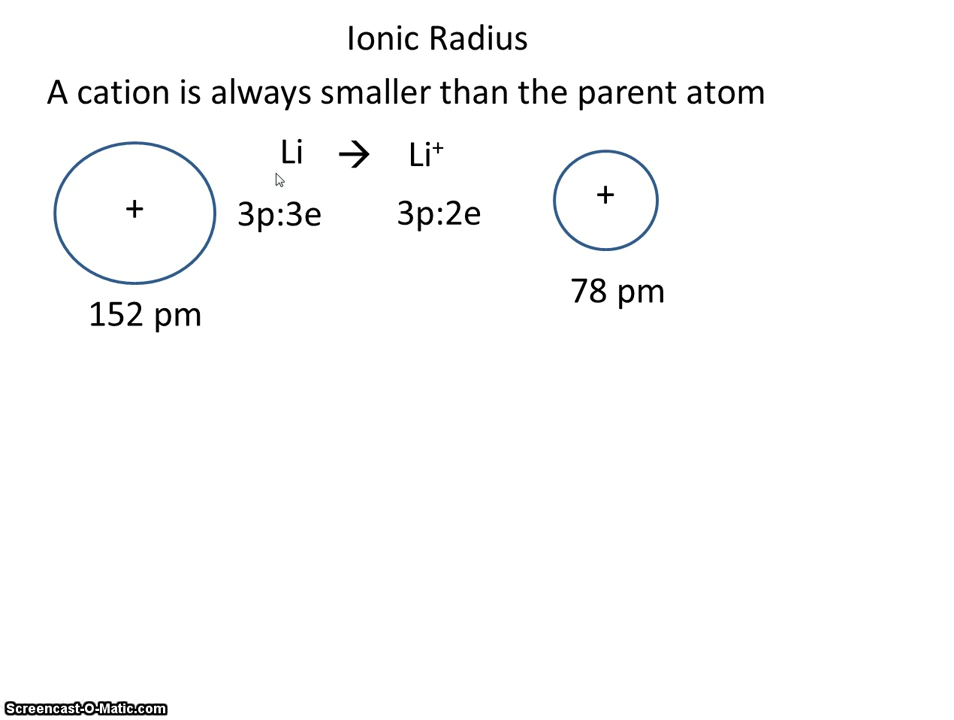 Ionic Radius
A cation is always smaller than the parent atom
Li → Li⁺
+ 3p:3e 3p:2e +
152 pm 78 pm
Screencast-O-Matic.com